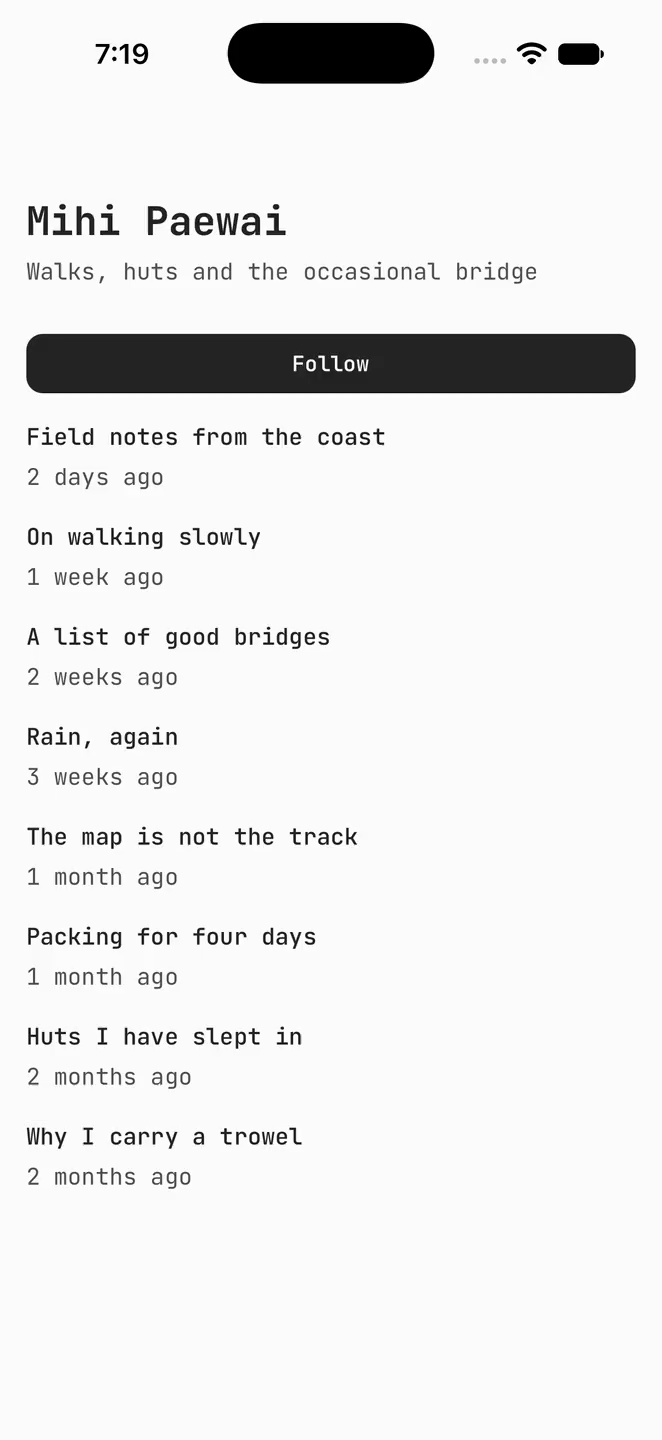 7:19
Mihi Paewai
Walks, huts and the occasional bridge
Follow
Field notes from the coast
2 days ago
On walking slowly
1 week ago
A list of good bridges
2 weeks ago
Rain, again
3 weeks ago
The map is not the track
1 month ago
Packing for four days
1 month ago
Huts I have slept in
2 months ago
Why I carry a trowel
2 months ago